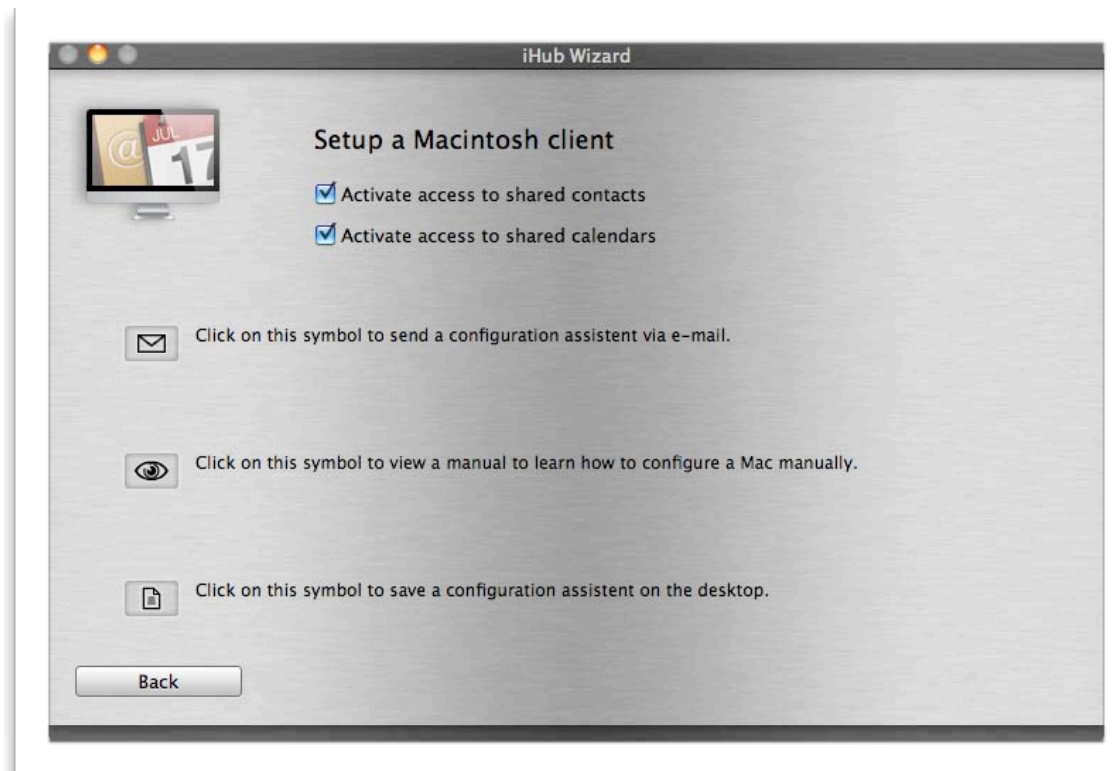 iHub Wizard
JUL
17
@
Setup a Macintosh client
Activate access to shared contacts
Activate access to shared calendars
Click on this symbol to send a configuration assistent via e-mail.
Click on this symbol to view a manual to learn how to configure a Mac manually.
Click on this symbol to save a configuration assistent on the desktop.
Back